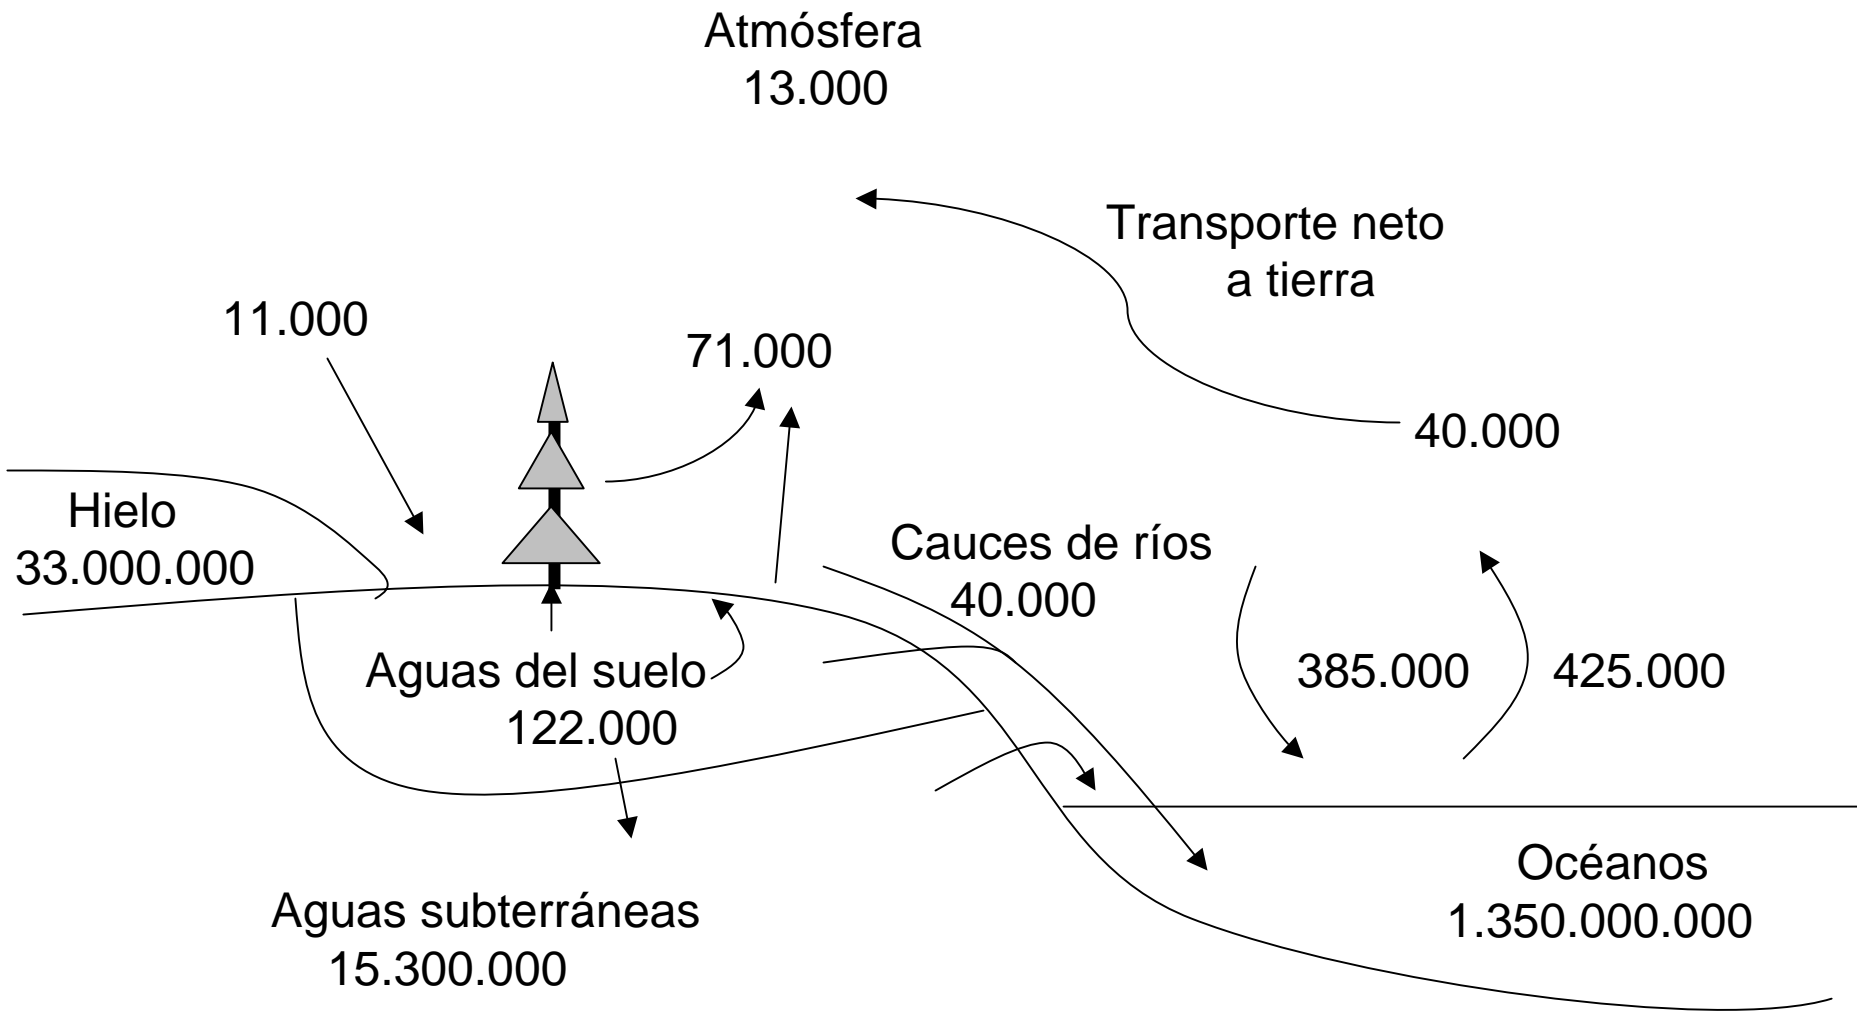 Atmósfera
13.000
Transporte neto
a tierra
11.000
71.000
40.000
Hielo
33.000.000
Cauces de ríos
40.000
Aguas del suelo
122.000
385.000
425.000
Aguas subterráneas
15.300.000
Océanos
1.350.000.000